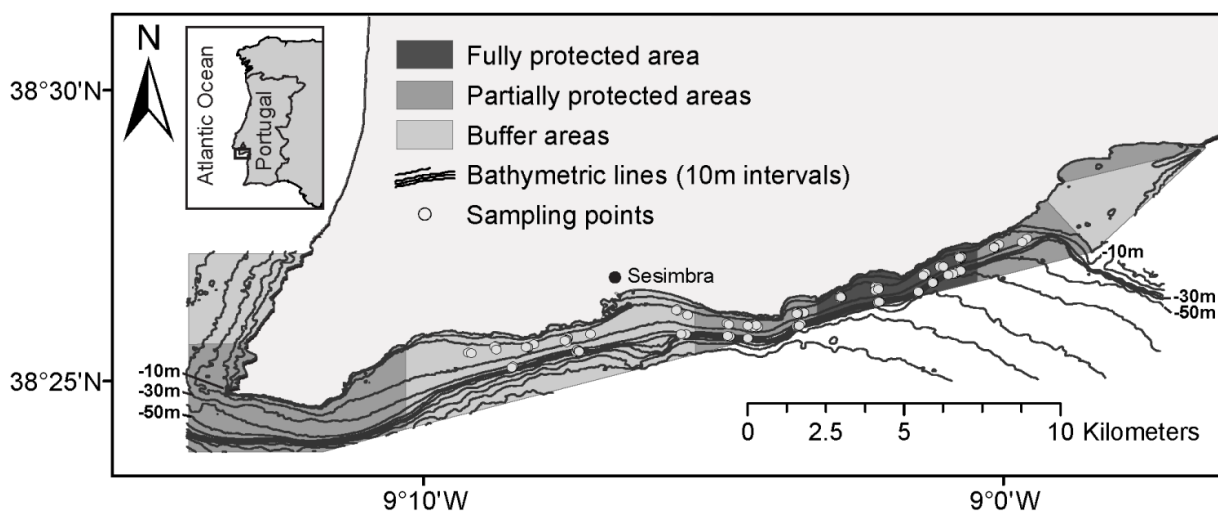 N
Atlantic Ocean
Portugal
Fully protected area
Partially protected areas
Buffer areas
Bathymetric lines (10m intervals)
Sampling points
38°30'N
38°25'N
Sesimbra
-10m
-30m
-50m
-10m
-30m
-50m
0 2.5 5 10 Kilometers
9°10'W
9°0'W